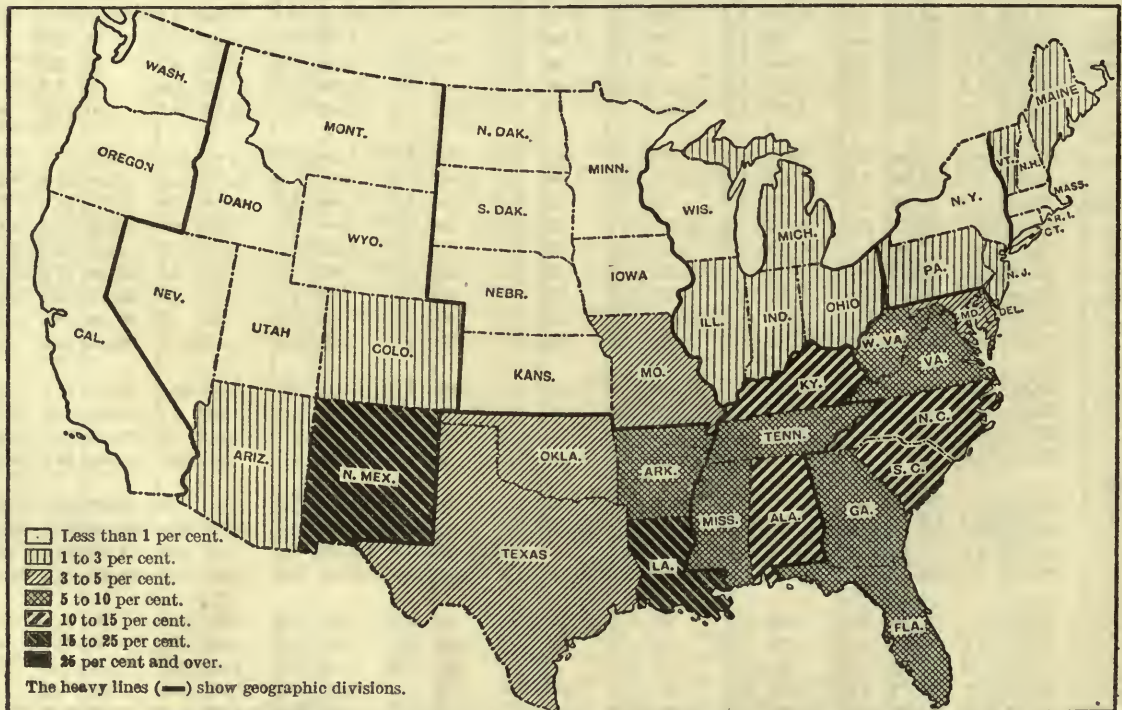 WASH.
MONT.
N. DAK.
MINN.
MAINE
OREGON
IDAHO
S. DAK.
WIS.
MICH.
VT.
N.H.
MASS.
N.Y.
R.I.
CT.
WYO.
IOWA
PA.
N.J.
NEV.
NEBR.
ILL.
IND.
OHIO
MD.
DEL.
CAL.
UTAH
COLO.
KANS.
MO.
W. VA.
VA.
KY.
N. C.
ARIZ.
N. MEX.
OKLA.
ARK.
TENN.
S. C.
TEXAS
LA.
MISS.
ALA.
GA.
FLA.
Less than 1 per cent.
1 to 3 per cent.
3 to 5 per cent.
5 to 10 per cent.
10 to 15 per cent.
15 to 25 per cent.
25 per cent and over.
The heavy lines (━) show geographic divisions.